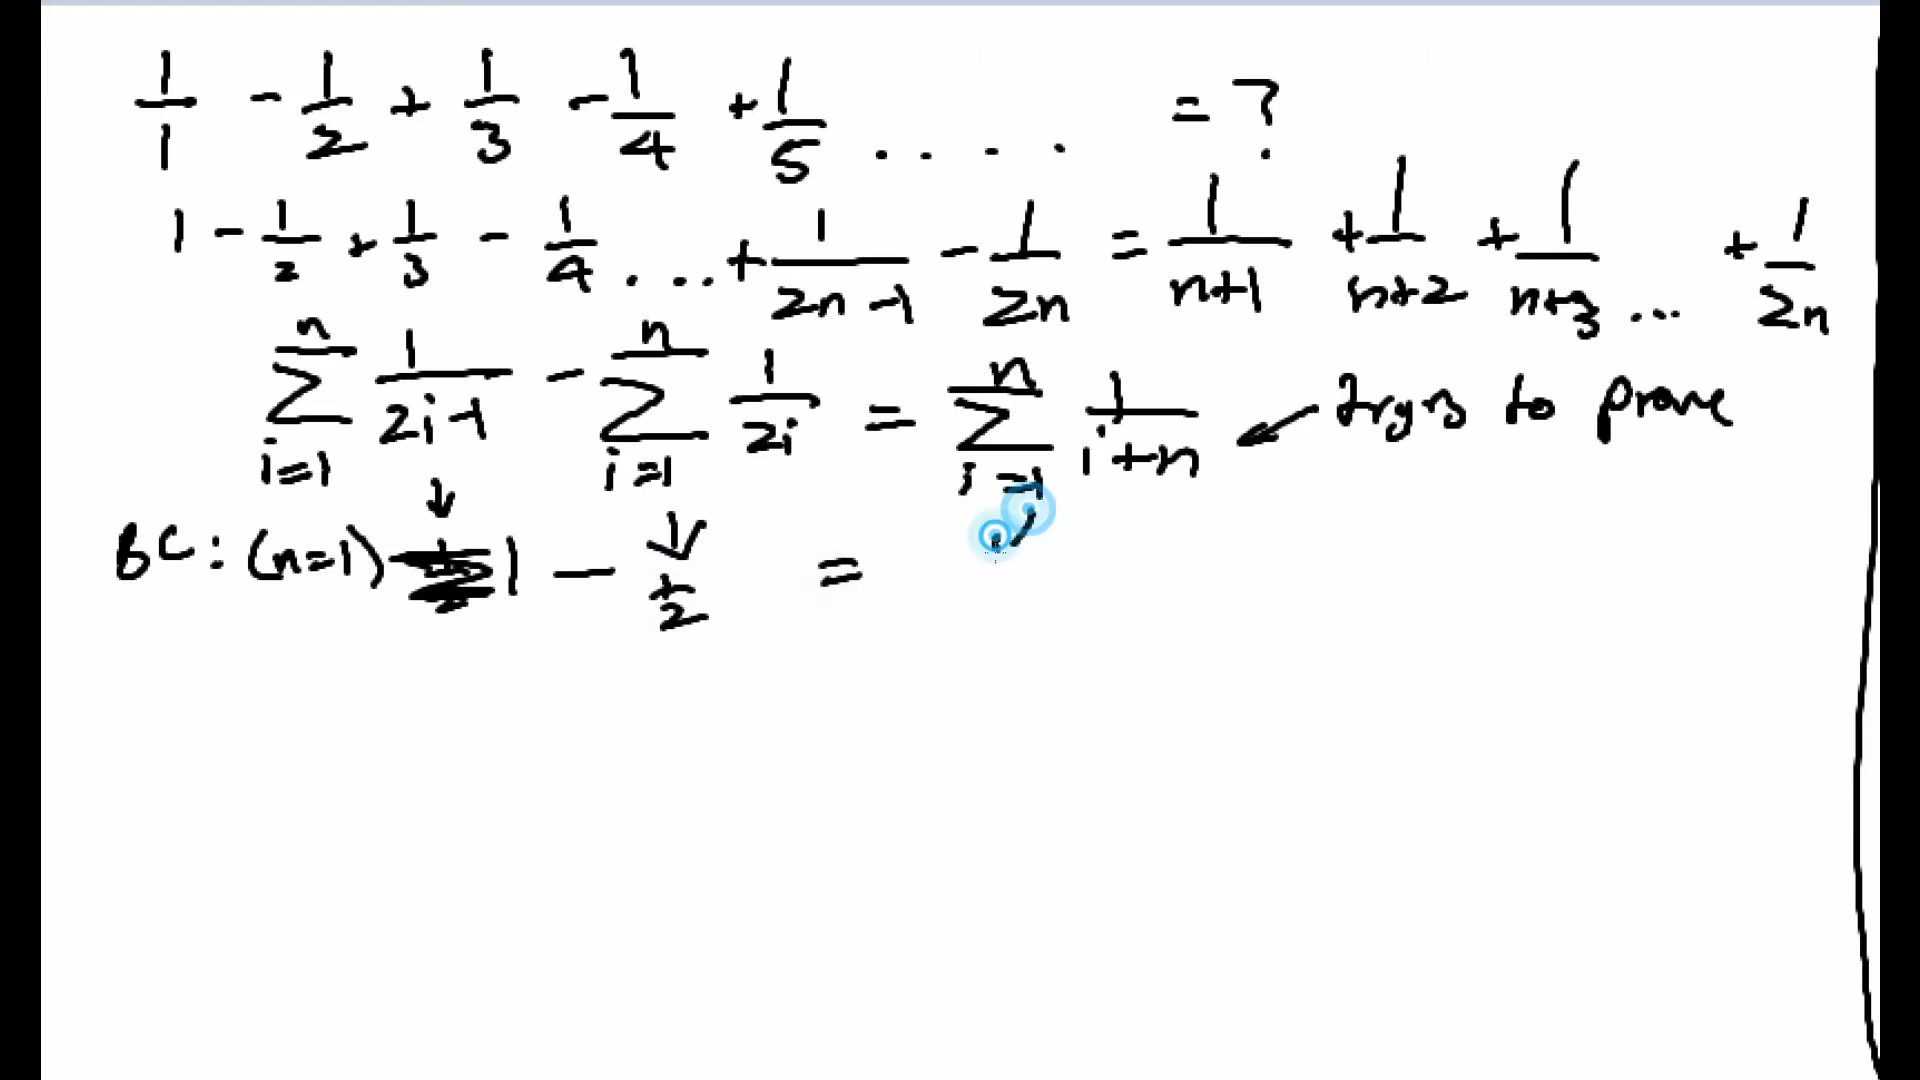 1/1 - 1/2 + 1/3 - 1/4 + 1/5 .... = ?
1 - 1/2 + 1/3 - 1/4 ... + 1/(2n-1) - 1/2n = 1/(n+1) + 1/(n+2) + 1/(n+3) ... + 1/2n
n∑i=1 1/(2i-1) - n∑i=1 1/2i = n∑i=1 1/(i+n) ← to prove
BC: (n=1) 1 - 1/2 =